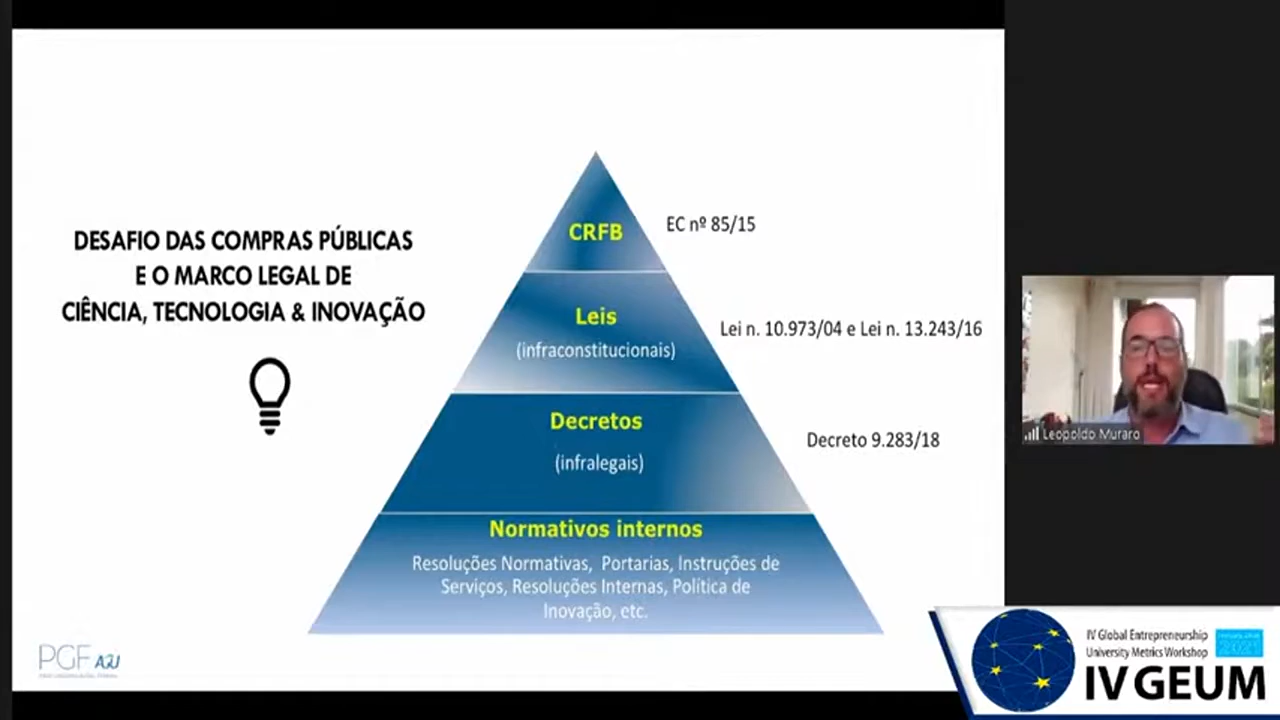 DESAFIO DAS COMPRAS PÚBLICAS
E O MARCO LEGAL DE
CIÊNCIA, TECNOLOGIA & INOVAÇÃO
CRFB
EC nº 85/15
Leis
(infraconstitucionais)
Lei n. 10.973/04 e Lei n. 13.243/16
Decretos
(infralegais)
Decreto 9.283/18
Normativos internos
Resoluções Normativas, Portarias, Instruções de
Serviços, Resoluções Internas, Política de
Inovação, etc.
PGF AGU
Leopoldo Muraro
IV Global Entrepreneurship
University Metrics Workshop
IV GEUM